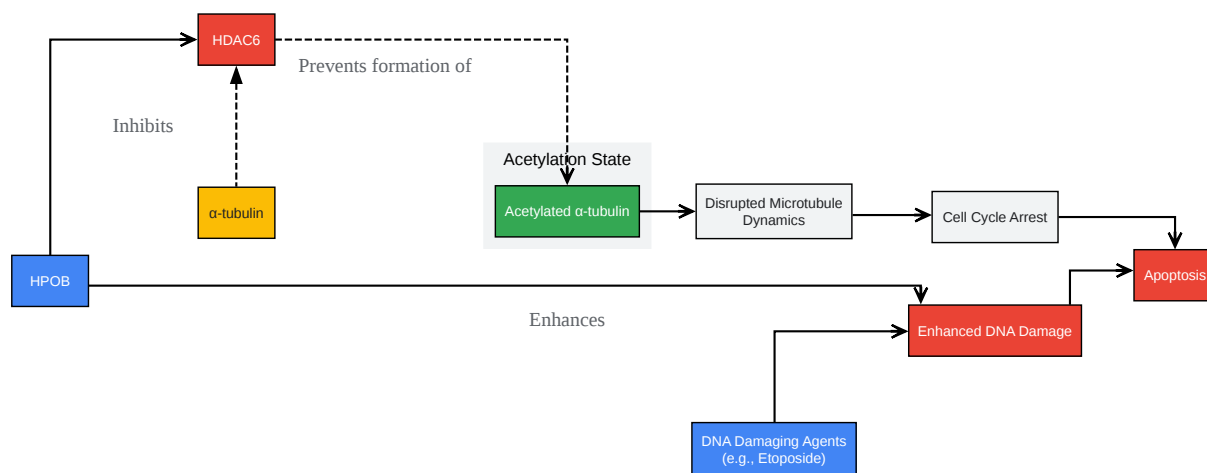 HDAC6
Prevents formation of
Inhibits
Acetylation State
α-tubulin
Acetylated α-tubulin
Disrupted Microtubule
Dynamics
Cell Cycle Arrest
HPOB
Apoptosis
Enhances
Enhanced DNA Damage
DNA Damaging Agents
(e.g., Etoposide)